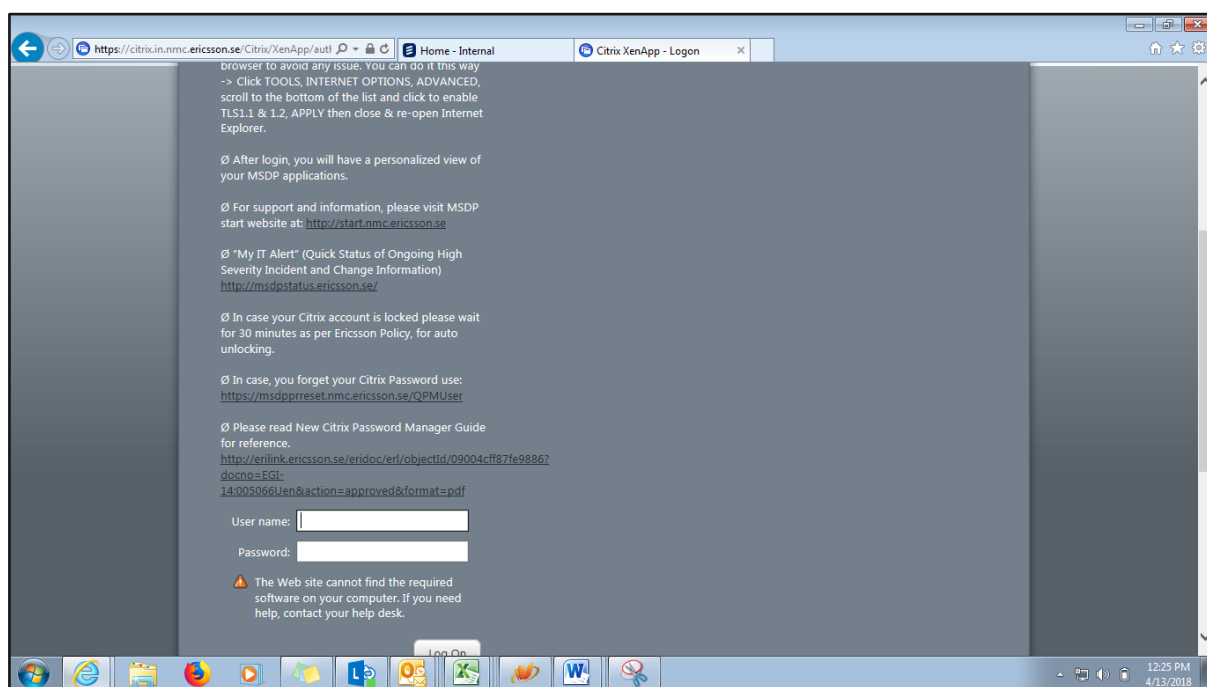 https://citrix.in.nmc.ericsson.se/Citrix/XenApp/autl
Home - Internal
Citrix XenApp - Logon
browser to avoid any issue. You can do it this way
-> Click TOOLS, INTERNET OPTIONS, ADVANCED,
scroll to the bottom of the list and click to enable
TLS1.1 & 1.2, APPLY then close & re-open Internet
Explorer.
Ø After login, you will have a personalized view of
your MSDP applications.
Ø For support and information, please visit MSDP
start website at: http://start.nmc.ericsson.se
Ø "My IT Alert" (Quick Status of Ongoing High
Severity Incident and Change Information)
http://msdpstatus.ericsson.se/
Ø In case your Citrix account is locked please wait
for 30 minutes as per Ericsson Policy, for auto
unlocking.
Ø In case, you forget your Citrix Password use:
https://msdpprreset.nmc.ericsson.se/QPMUser
Ø Please read New Citrix Password Manager Guide
for reference.
http://erilink.ericsson.se/eridoc/erl/objectId/09004cff87fe9886?
docno=EGI-
14:005066Uen&action=approved&format=pdf
User name:
Password:
The Web site cannot find the required
software on your computer. If you need
help, contact your help desk.
Log On
12:25 PM
4/13/2018